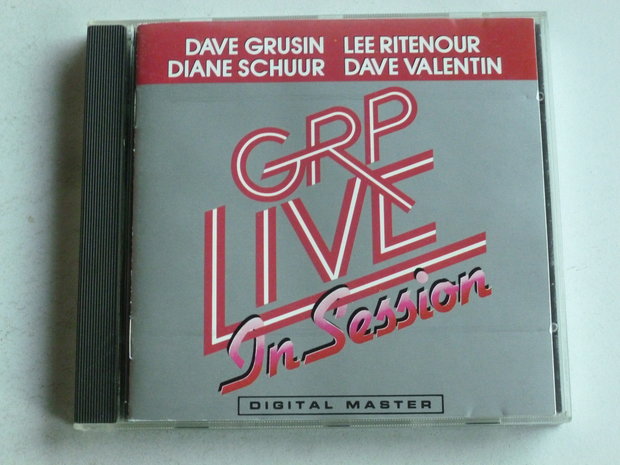 DAVE GRUSIN LEE RITENOUR
DIANE SCHUUR DAVE VALENTIN
GRP
LIVE
In Session
DIGITAL MASTER